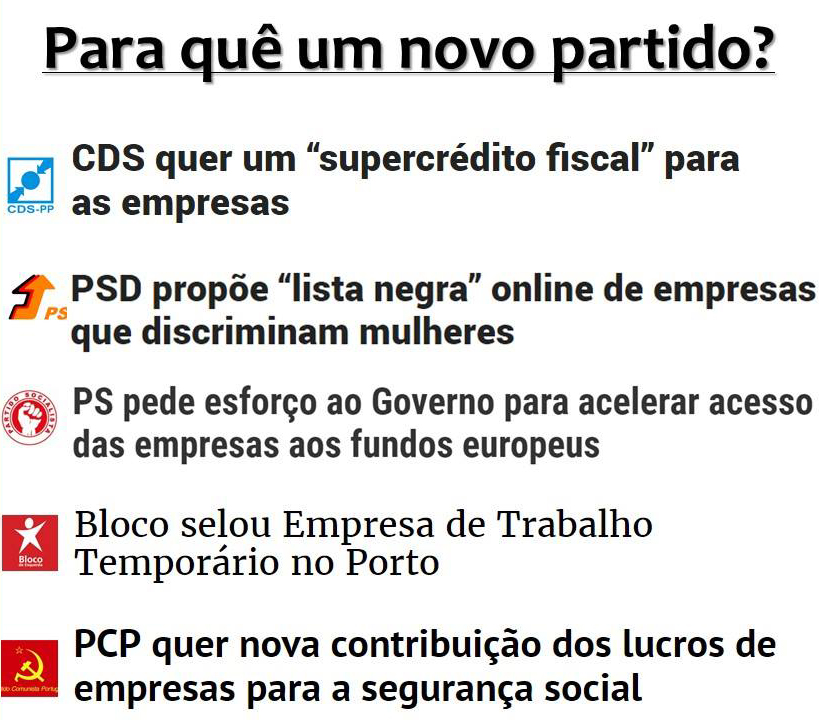 Para quê um novo partido?
CDS quer um “supercrédito fiscal” para
as empresas
CDS-PP
PSD propõe “lista negra” online de empresas
que discriminam mulheres
PS
PS pede esforço ao Governo para acelerar acesso
das empresas aos fundos europeus
PARTIDO SOCIALISTA
Bloco selou Empresa de Trabalho
Temporário no Porto
Bloco
de Esquerda
PCP quer nova contribuição dos lucros de
empresas para a segurança social
ido Comunista Portug